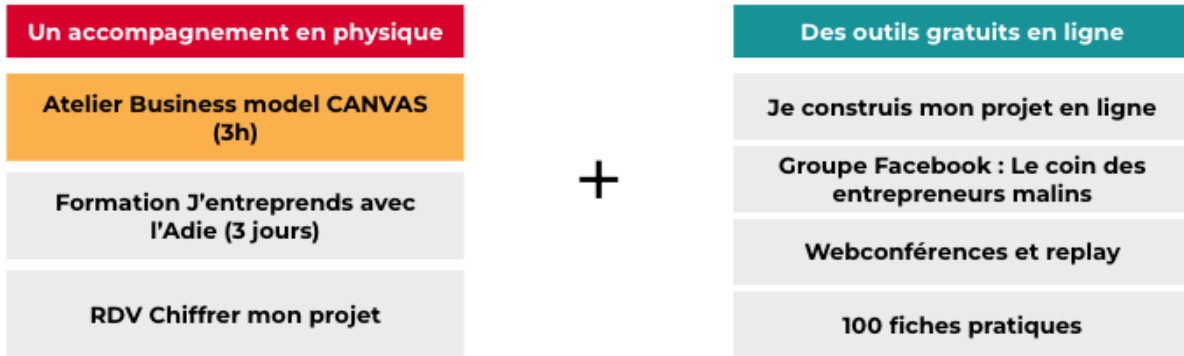 Un accompagnement en physique
Atelier Business model CANVAS
(3h)
Formation J'entreprends avec
l'Adie (3 jours)
RDV Chiffrer mon projet
+
Des outils gratuits en ligne
Je construis mon projet en ligne
Groupe Facebook : Le coin des
entrepreneurs malins
Webconférences et replay
100 fiches pratiques